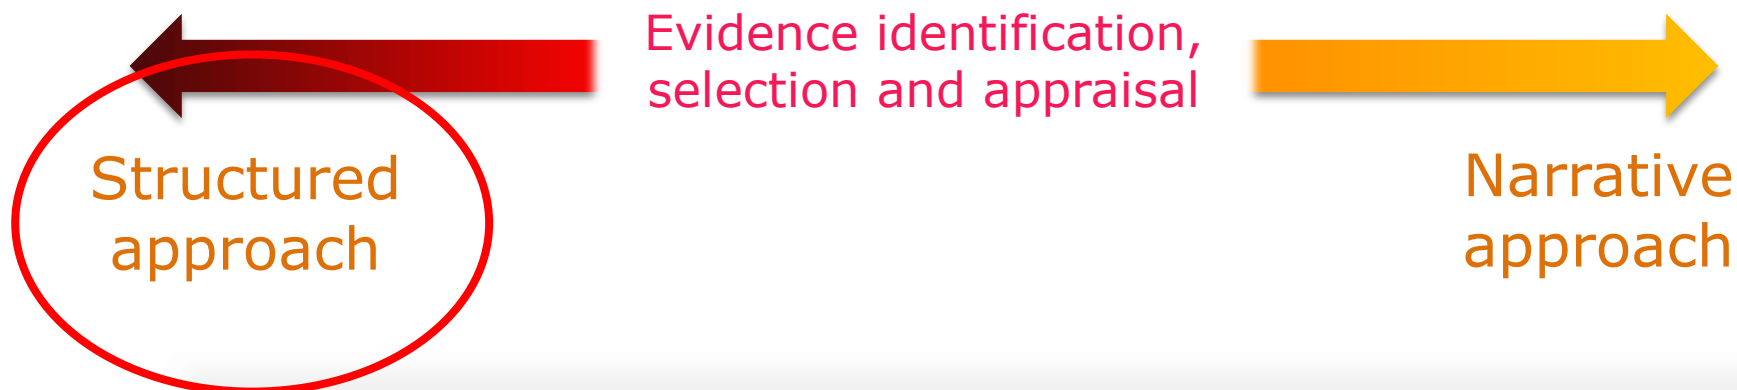 Evidence identification,
selection and appraisal
Structured
approach
Narrative
approach